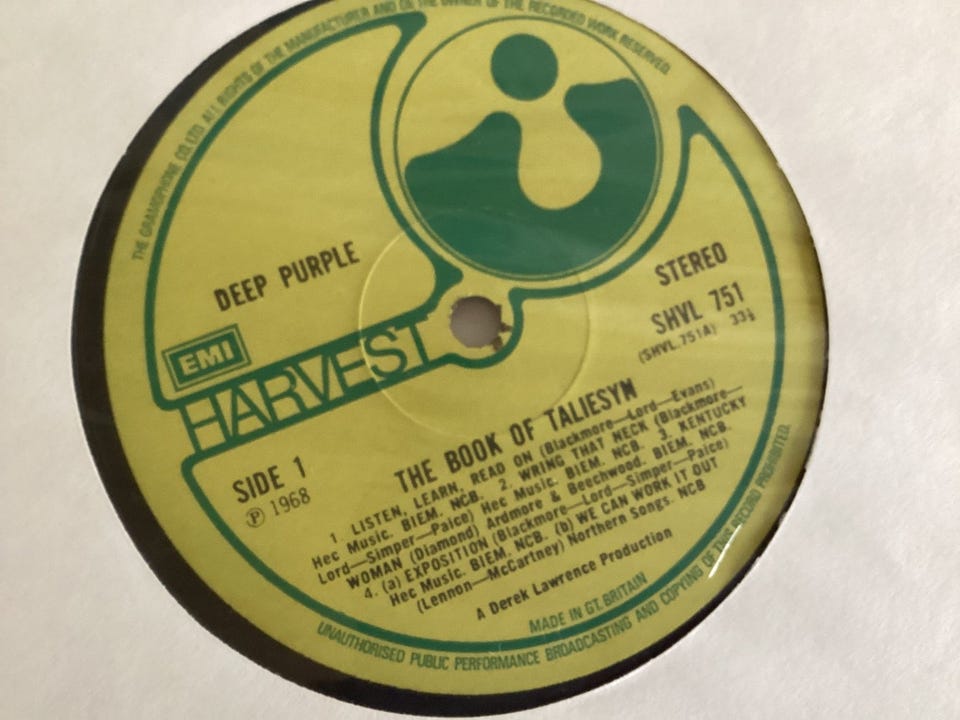 THE GRAMOPHONE CO. LTD. ALL RIGHTS OF THE MANUFACTURER AND OF THE OWNER OF THE RECORDED WORK RESERVED.
DEEP PURPLE
STEREO
SHVL 751
(SHVL.751A) 33⅓
EMI
HARVEST
SIDE 1
Ⓟ 1968
THE BOOK OF TALIESYN
1 LISTEN, LEARN, READ ON (Blackmore—Lord—Evans)
Hec Music. BIEM. NCB. 2. WRING THAT NECK (Blackmore—
Lord—Simper—Paice) Hec Music. BIEM. NCB. 3. KENTUCKY
WOMAN (Diamond) Ardmore & Beechwood. BIEM. NCB.
4. (a) EXPOSITION (Blackmore—Lord—Simper—Paice)
Hec Music. BIEM. NCB. (b) WE CAN WORK IT OUT
(Lennon—McCartney) Northern Songs. NCB
A Derek Lawrence Production
MADE IN GT. BRITAIN
UNAUTHORISED PUBLIC PERFORMANCE BROADCASTING AND COPYING OF THIS RECORD PROHIBITED.